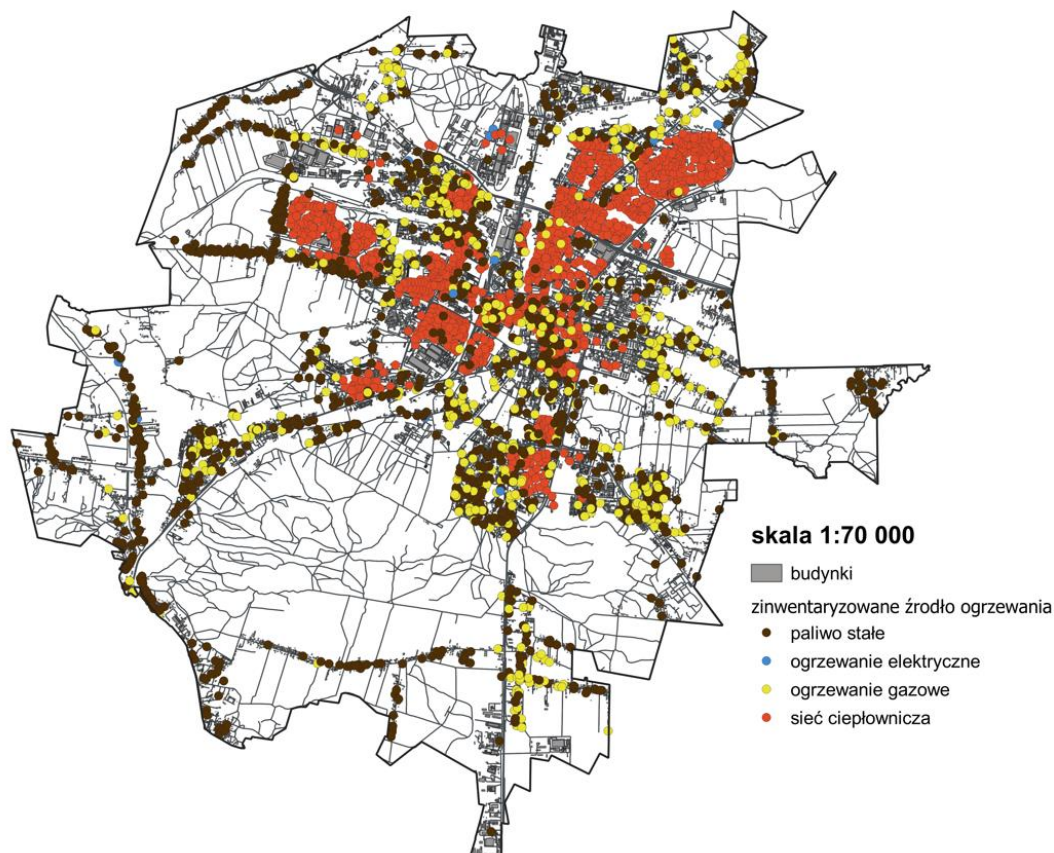 skala 1:70 000
budynki
zinwentaryzowane źrodło ogrzewania
paliwo stałe
ogrzewanie elektryczne
ogrzewanie gazowe
sieć ciepłownicza